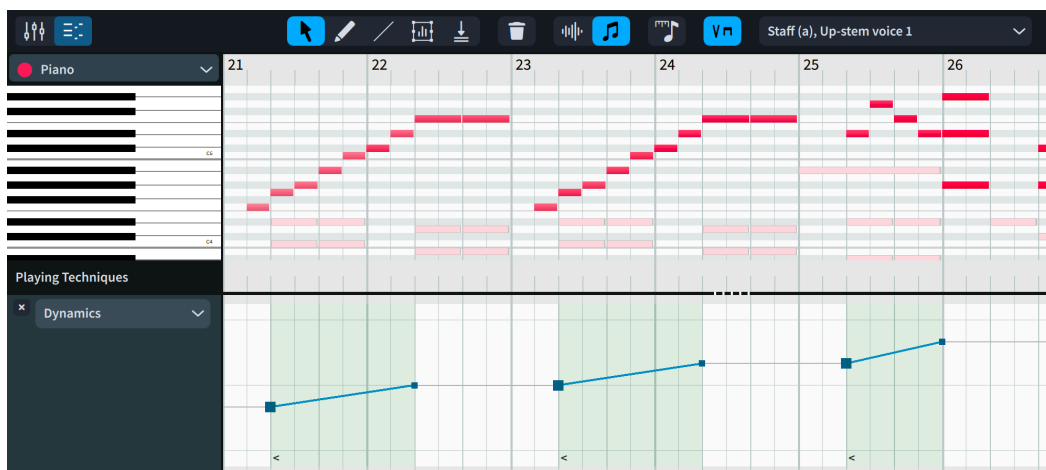 Staff (a), Up-stem voice 1
Piano
21 22 23 24 25 26
C5
C4
Playing Techniques
× Dynamics
< < <